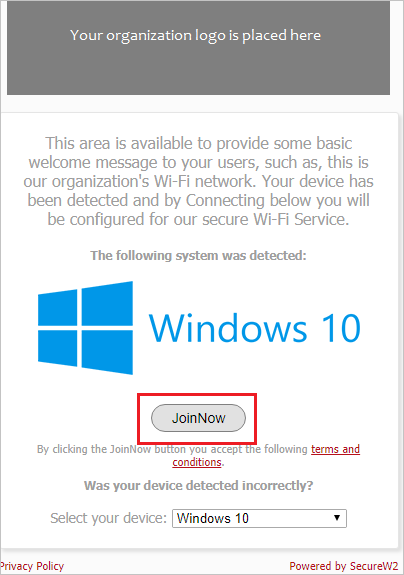 Your organization logo is placed here
This area is available to provide some basic
welcome message to your users, such as, this is
our organization's Wi-Fi network. Your device has
been detected and by Connecting below you will
be configured for our secure Wi-Fi Service.
The following system was detected:
Windows 10
JoinNow
By clicking the JoinNow button you accept the following terms and
conditions.
Was your device detected incorrectly?
Select your device: Windows 10
Privacy Policy Powered by SecureW2